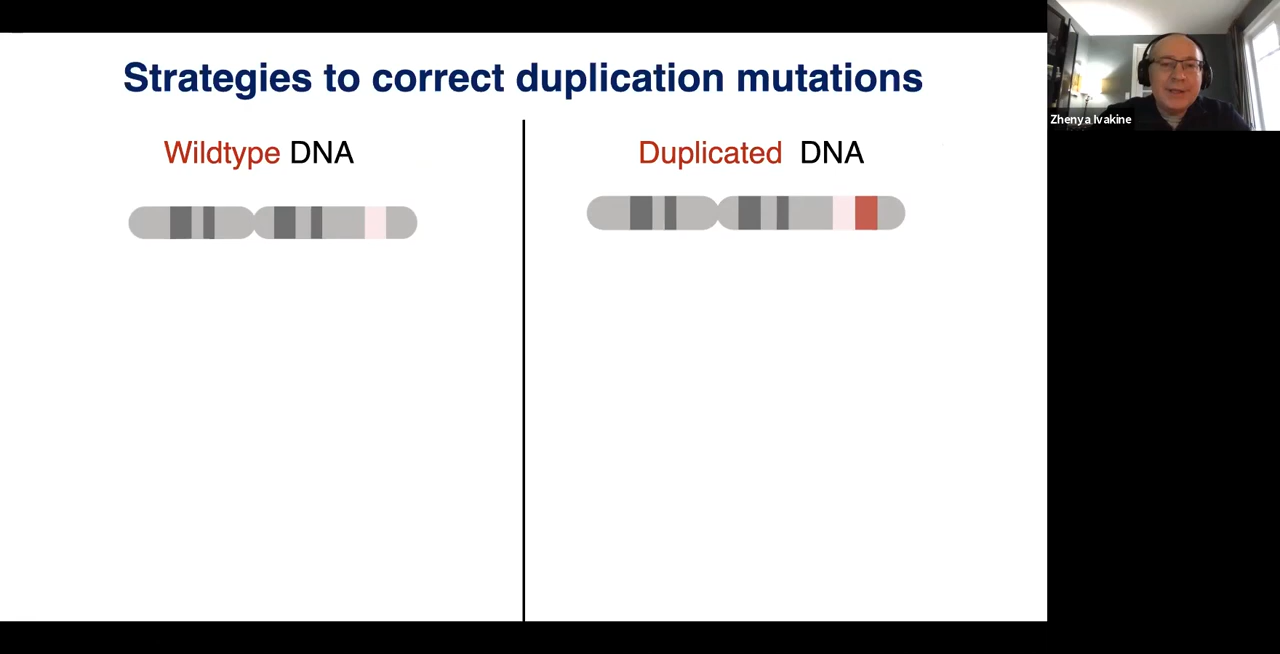 Strategies to correct duplication mutations
Wildtype DNA
Duplicated DNA
Zhenya Ivakine